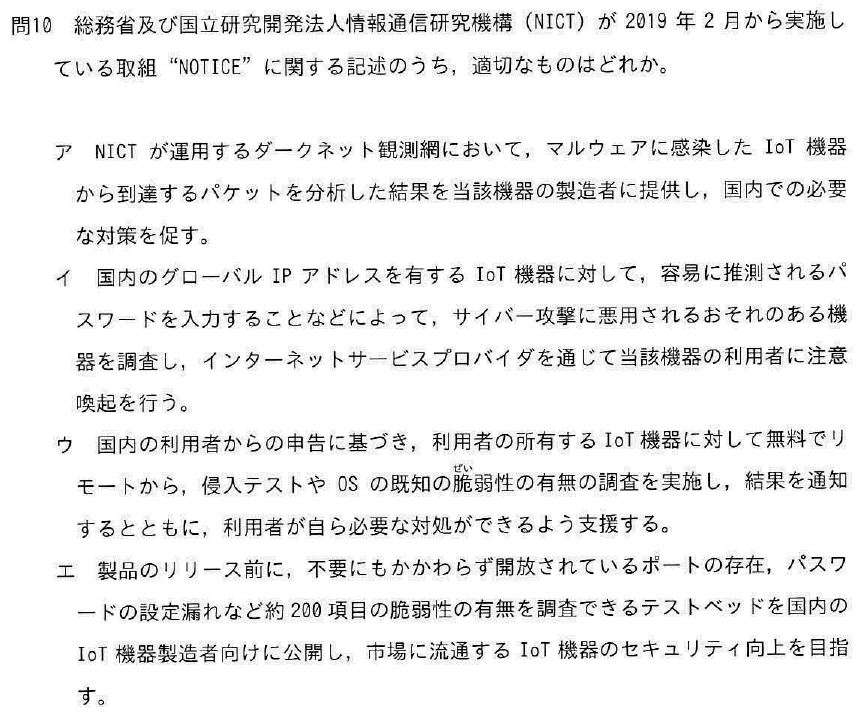 問10 総務省及び国立研究開発法人情報通信研究機構（NICT）が 2019 年 2 月から実施し
ている取組 “NOTICE” に関する記述のうち，適切なものはどれか。
ア NICT が運用するダークネット観測網において，マルウェアに感染した IoT 機器
から到達するパケットを分析した結果を当該機器の製造者に提供し，国内での必要
な対策を促す。
イ 国内のグローバル IP アドレスを有する IoT 機器に対して，容易に推測されるパ
スワードを入力することなどによって，サイバー攻撃に悪用されるおそれのある機
器を調査し，インターネットサービスプロバイダを通じて当該機器の利用者に注意
喚起を行う。
ウ 国内の利用者からの申告に基づき，利用者の所有する IoT 機器に対して無料でリ
モートから，侵入テストや OS の既知の脆弱性の有無の調査を実施し，結果を通知
するとともに，利用者が自ら必要な対処ができるよう支援する。
エ 製品のリリース前に，不要にもかかわらず開放されているポートの存在，パスワ
ードの設定漏れなど約 200 項目の脆弱性の有無を調査できるテストベッドを国内の
IoT 機器製造者向けに公開し，市場に流通する IoT 機器のセキュリティ向上を目指
す。